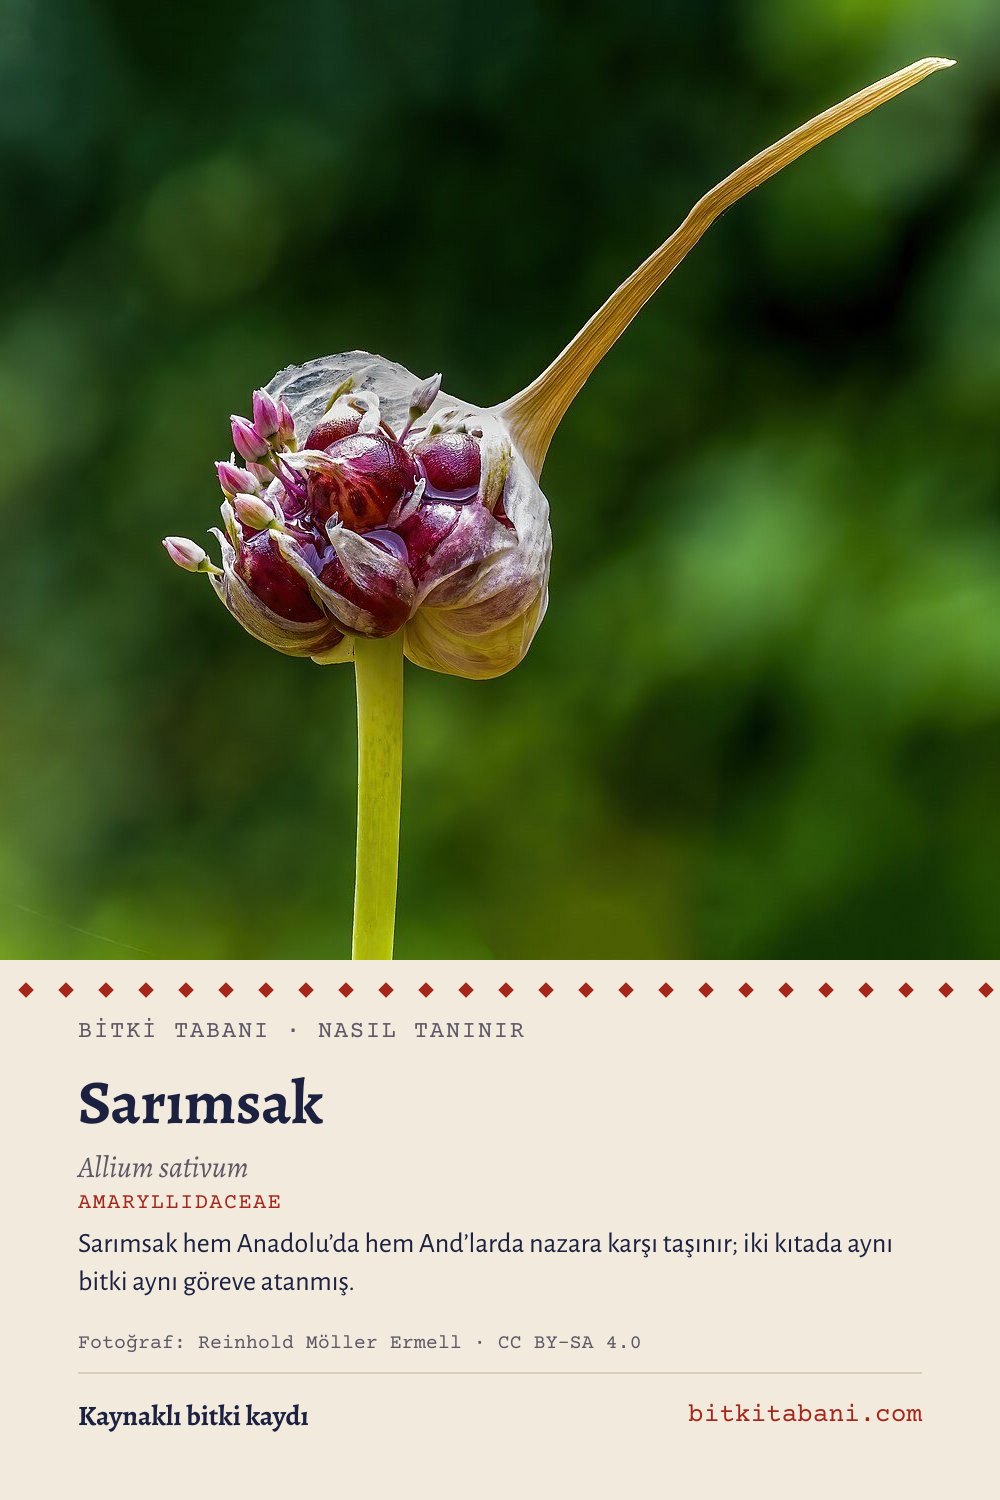 BİTKİ TABANI · NASIL TANINIR
Sarımsak
Allium sativum
AMARYLLIDACEAE
Sarımsak hem Anadolu’da hem And’larda nazara karşı taşınır; iki kıtada aynı
bitki aynı göreve atanmış.
Fotoğraf: Reinhold Möller Ermell · CC BY-SA 4.0
Kaynaklı bitki kaydı
bitkitabani.com